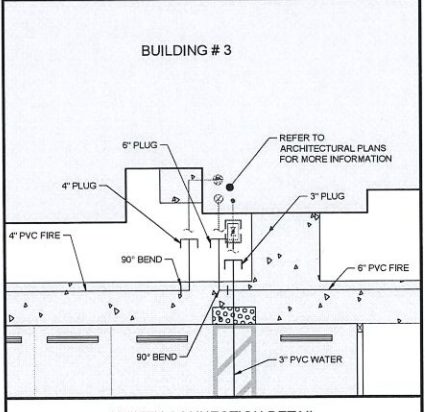 BUILDING # 3
6" PLUG
REFER TO
ARCHITECTURAL PLANS
FOR MORE INFORMATION
4" PLUG
3" PLUG
4" PVC FIRE
90° BEND
6" PVC FIRE
90° BEND
3" PVC WATER